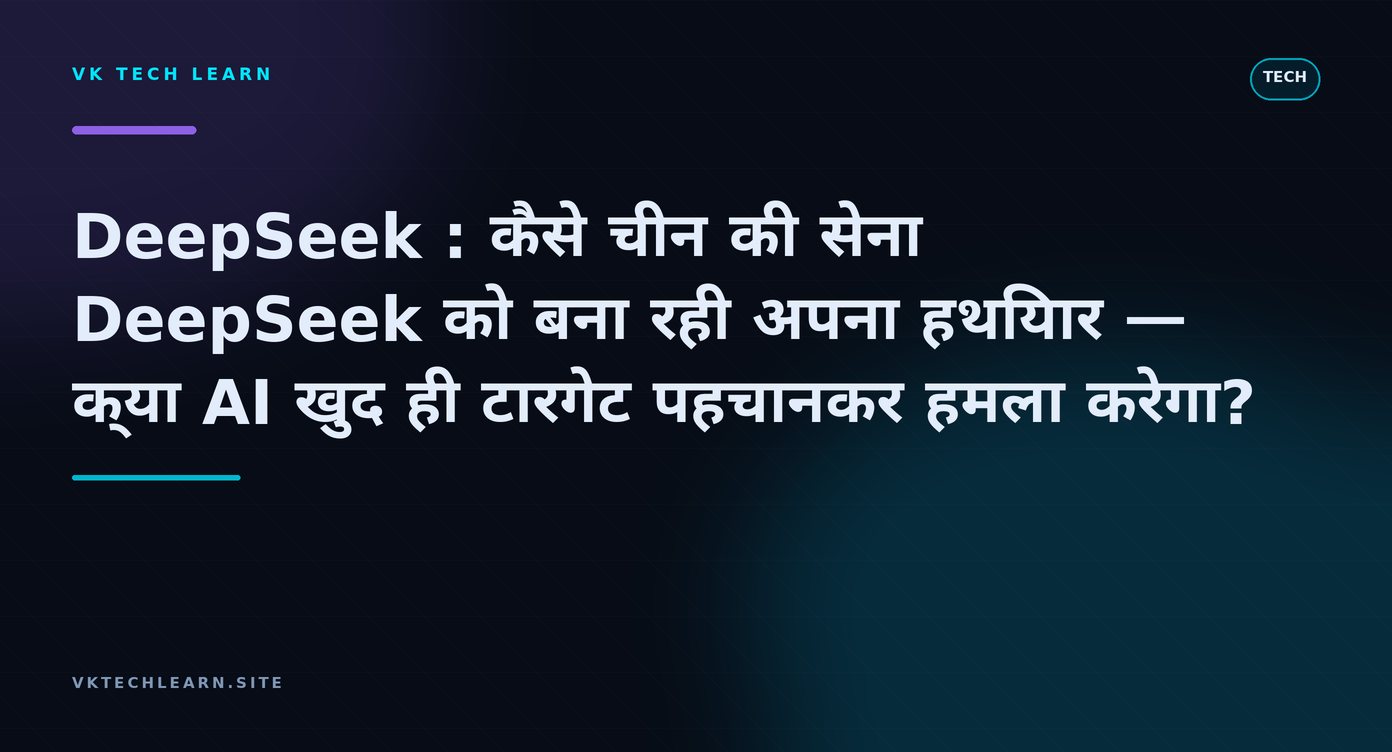 VK TECH LEARN
TECH
DeepSeek : कैसे चीन की सेना
DeepSeek को बना रही अपना हथियार —
क्या AI खुद ही टारगेट पहचानकर हमला करेगा?
VKTECHLEARN.SITE